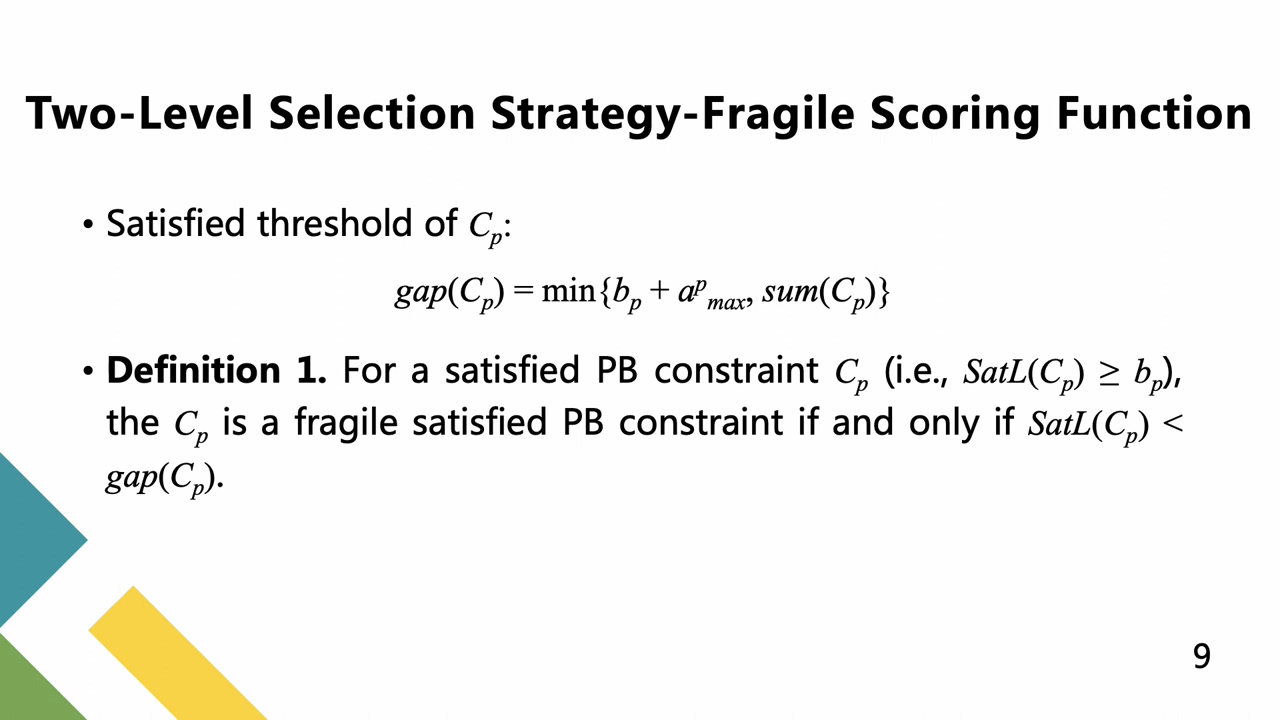 Two-Level Selection Strategy-Fragile Scoring Function
• Satisfied threshold of Cₚ:
gap(Cₚ) = min{bₚ + aᵖₘₐₓ, sum(Cₚ)}
• Definition 1. For a satisfied PB constraint Cₚ (i.e., SatL(Cₚ) ≥ bₚ),
the Cₚ is a fragile satisfied PB constraint if and only if SatL(Cₚ) <
gap(Cₚ).
9